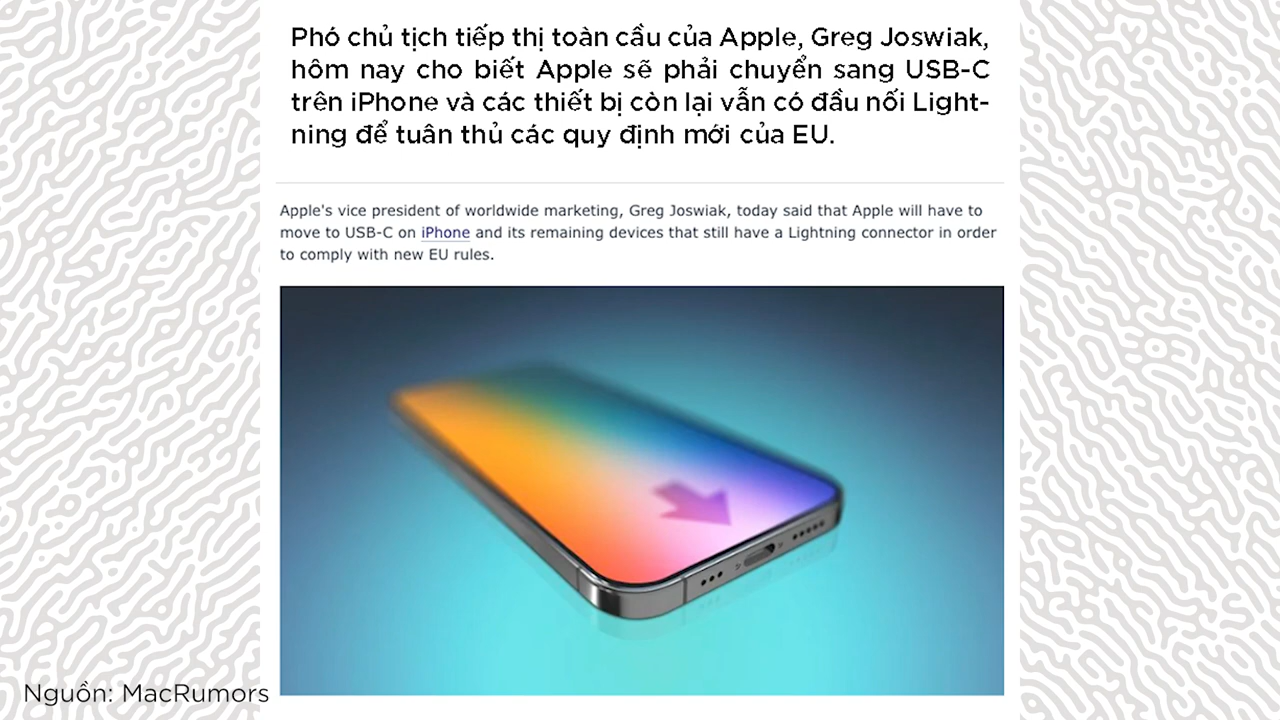 Phó chủ tịch tiếp thị toàn cầu của Apple, Greg Joswiak,
hôm nay cho biết Apple sẽ phải chuyển sang USB-C
trên iPhone và các thiết bị còn lại vẫn có đầu nối Light-
ning để tuân thủ các quy định mới của EU.
Apple's vice president of worldwide marketing, Greg Joswiak, today said that Apple will have to
move to USB-C on iPhone and its remaining devices that still have a Lightning connector in order
to comply with new EU rules.
Nguồn: MacRumors